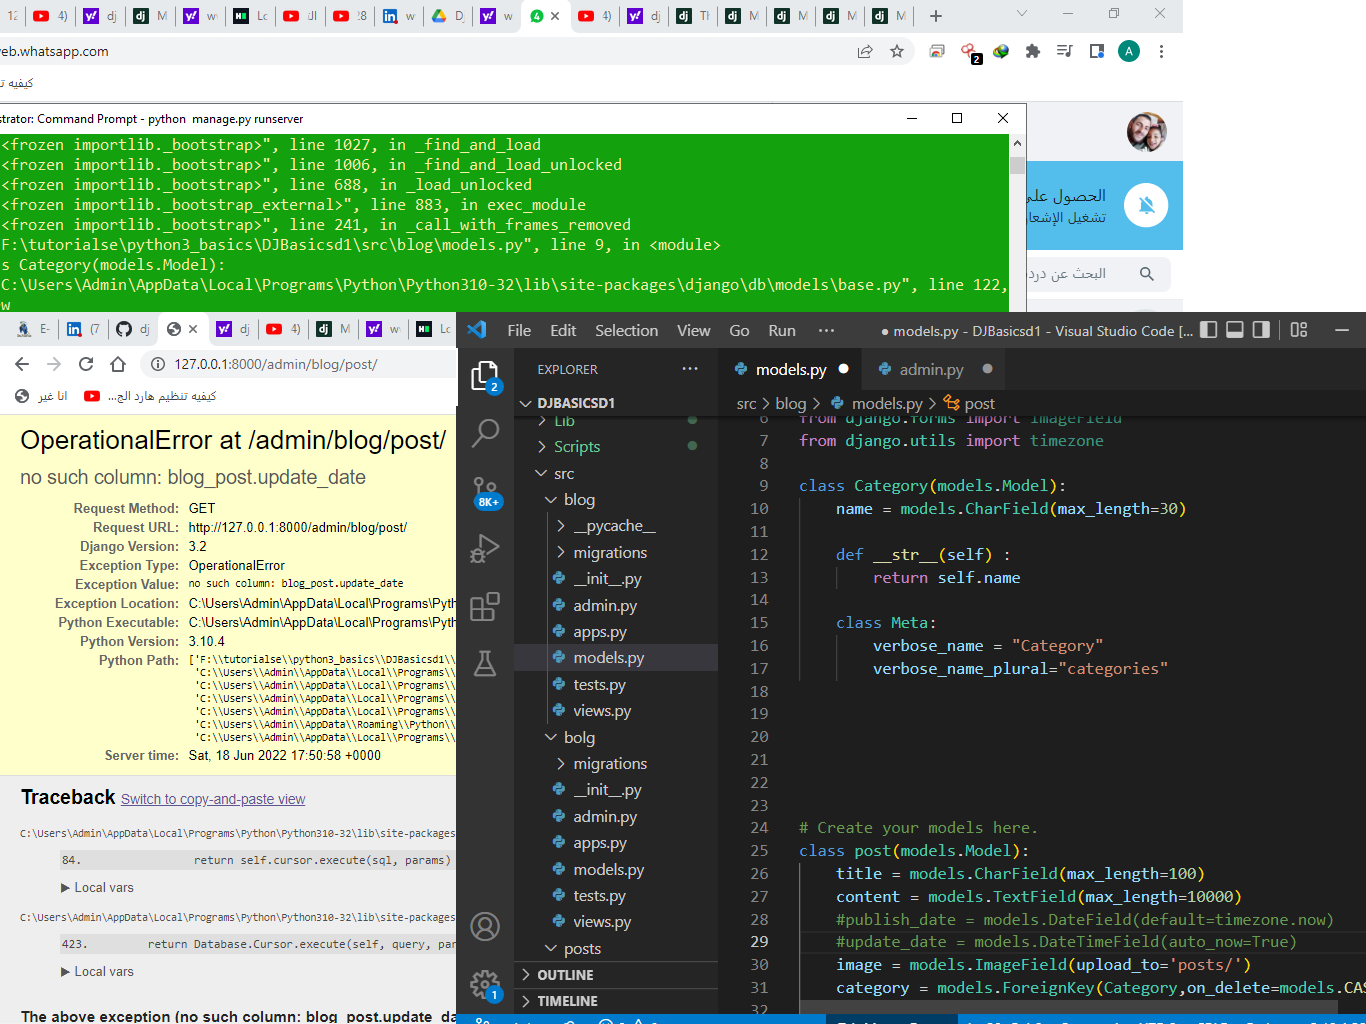 eb.whatsapp.com
كيفيه ت
strator: Command Prompt - python  manage.py runserver
<frozen importlib._bootstrap>", line 1027, in _find_and_load
<frozen importlib._bootstrap>", line 1006, in _find_and_load_unlocked
<frozen importlib._bootstrap>", line 688, in _load_unlocked
<frozen importlib._bootstrap_external>", line 883, in exec_module
<frozen importlib._bootstrap>", line 241, in _call_with_frames_removed
F:\tutorialse\python3_basics\DJBasicsd1\src\blog\models.py", line 9, in <module>
s Category(models.Model):
C:\Users\Admin\AppData\Local\Programs\Python\Python310-32\lib\site-packages\django\db\models\base.py", line 122,
w
الحصول على
تشغيل الإشعار
البحث عن درد
127.0.0.1:8000/admin/blog/post/
انا غير
كيفيه تنظيم هارد الج...
OperationalError at /admin/blog/post/
no such column: blog_post.update_date
Request Method: GET
Request URL: http://127.0.0.1:8000/admin/blog/post/
Django Version: 3.2
Exception Type: OperationalError
Exception Value: no such column: blog_post.update_date
Exception Location: C:\Users\Admin\AppData\Local\Programs\Pyth
Python Executable: C:\Users\Admin\AppData\Local\Programs\Pyth
Python Version: 3.10.4
Python Path: ['F:\\tutorialse\\python3_basics\\DJBasicsd1\\
'C:\\Users\\Admin\\AppData\\Local\\Programs\\
'C:\\Users\\Admin\\AppData\\Local\\Programs\\
'C:\\Users\\Admin\\AppData\\Local\\Programs\\
'C:\\Users\\Admin\\AppData\\Local\\Programs\\
'C:\\Users\\Admin\\AppData\\Roaming\\Python\\
'C:\\Users\\Admin\\AppData\\Local\\Programs\\
Server time: Sat, 18 Jun 2022 17:50:58 +0000
Traceback Switch to copy-and-paste view
C:\Users\Admin\AppData\Local\Programs\Python\Python310-32\lib\site-packages
84. return self.cursor.execute(sql, params)
▶ Local vars
C:\Users\Admin\AppData\Local\Programs\Python\Python310-32\lib\site-packages
423. return Database.Cursor.execute(self, query, par
▶ Local vars
The above exception (no such column: blog_post.update_da
File Edit Selection View Go Run ···
● models.py - DJBasicsd1 - Visual Studio Code [...
EXPLORER
DJBASICSD1
Lib
Scripts
src
blog
__pycache__
migrations
__init__.py
admin.py
apps.py
models.py
tests.py
views.py
bolg
migrations
__init__.py
admin.py
apps.py
models.py
tests.py
views.py
posts
OUTLINE
TIMELINE
2
8K+
1
models.py
admin.py
src > blog > models.py > post
6 from django.forms import ImageField
7 from django.utils import timezone
8
9 class Category(models.Model):
10 name = models.CharField(max_length=30)
11
12 def __str__(self) :
13 return self.name
14
15 class Meta:
16 verbose_name = "Category"
17 verbose_name_plural="categories"
18
19
20
21
22
23
24 # Create your models here.
25 class post(models.Model):
26 title = models.CharField(max_length=100)
27 content = models.TextField(max_length=10000)
28 #publish_date = models.DateField(default=timezone.now)
29 #update_date = models.DateTimeField(auto_now=True)
30 image = models.ImageField(upload_to='posts/')
31 category = models.ForeignKey(Category,on_delete=models.CAS
32